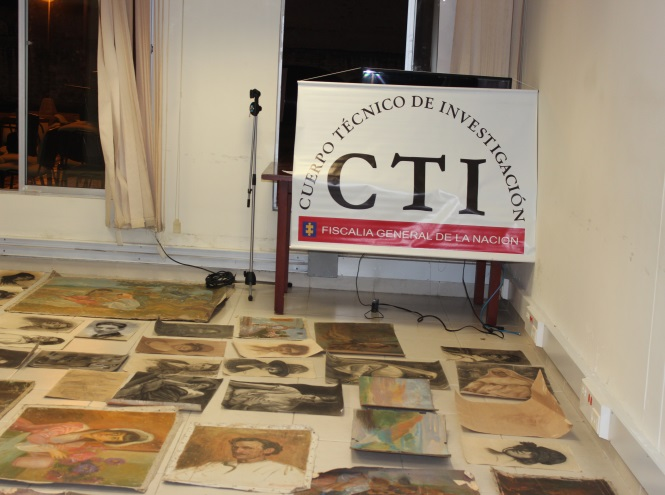 CUERPO TÉCNICO DE INVESTIGACIÓN
CTI
FISCALIA GENERAL DE LA NACIÓN